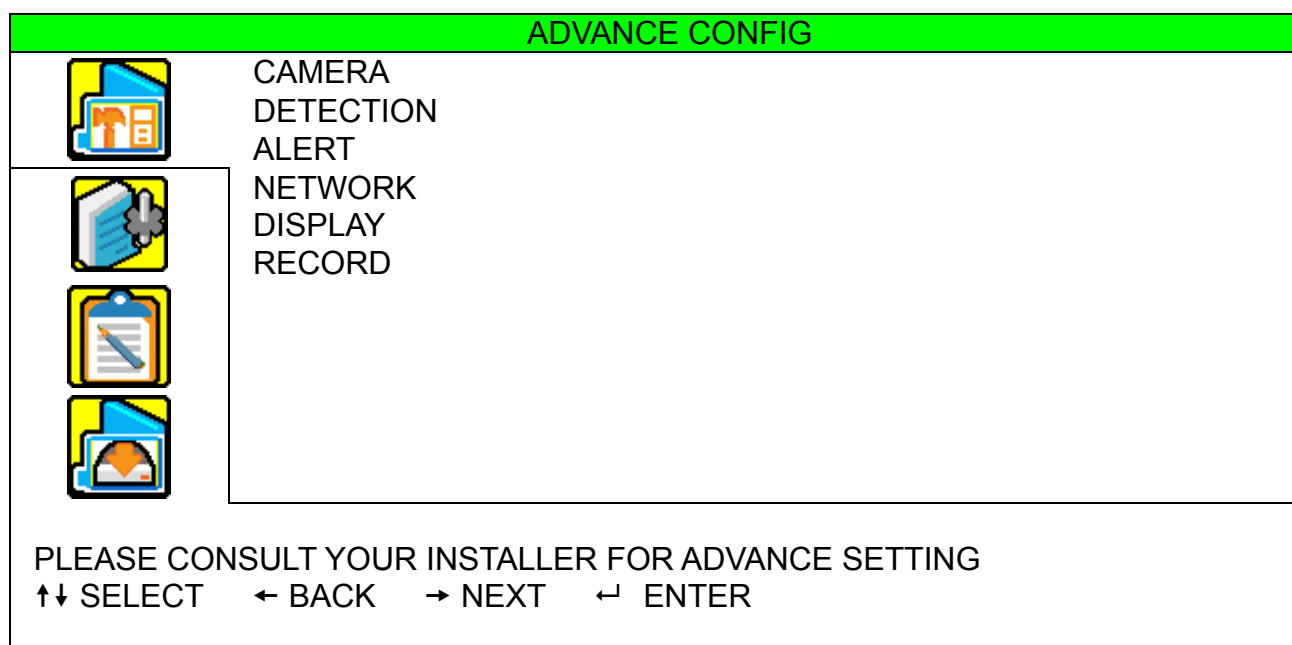 ADVANCE CONFIG
CAMERA
DETECTION
ALERT
NETWORK
DISPLAY
RECORD
PLEASE CONSULT YOUR INSTALLER FOR ADVANCE SETTING
↑↓ SELECT ← BACK → NEXT ↵ ENTER